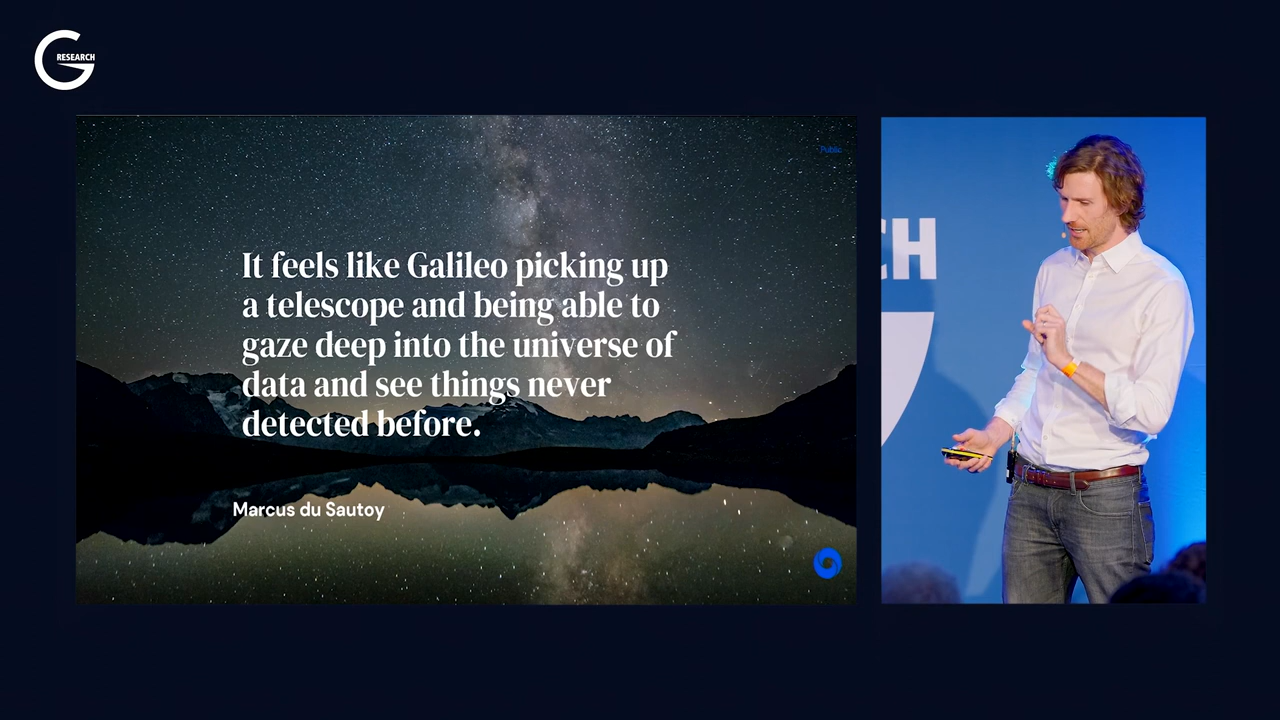 RESEARCH
Public
It feels like Galileo picking up
a telescope and being able to
gaze deep into the universe of
data and see things never
detected before.
Marcus du Sautoy
CH